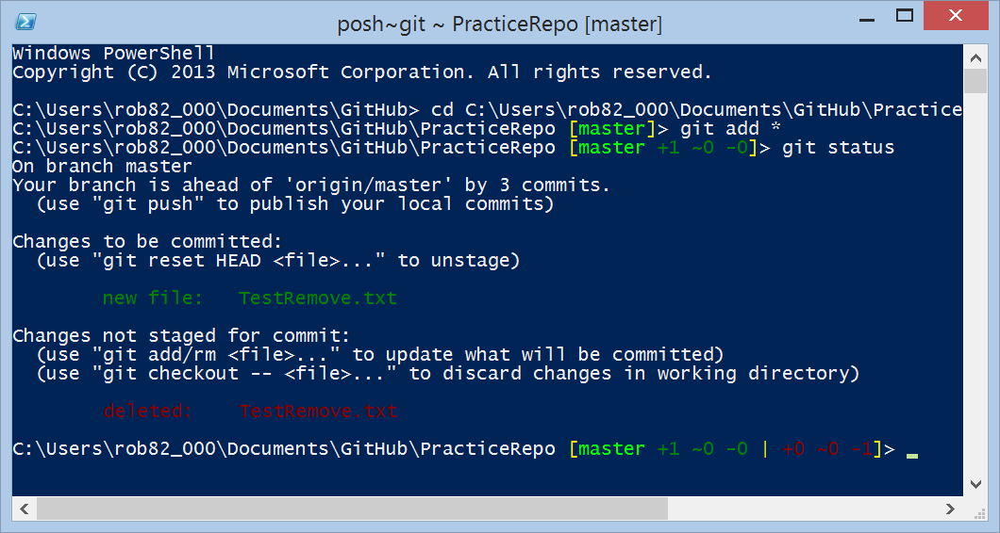 posh~git ~ PracticeRepo [master]
Windows PowerShell
Copyright (C) 2013 Microsoft Corporation. All rights reserved.
C:\Users\rob82_000\Documents\GitHub> cd C:\Users\rob82_000\Documents\GitHub\Practice
C:\Users\rob82_000\Documents\GitHub\PracticeRepo [master]> git add *
C:\Users\rob82_000\Documents\GitHub\PracticeRepo [master +1 ~0 -0]> git status
On branch master
Your branch is ahead of 'origin/master' by 3 commits.
  (use "git push" to publish your local commits)
Changes to be committed:
  (use "git reset HEAD <file>..." to unstage)
        new file:   TestRemove.txt
Changes not staged for commit:
  (use "git add/rm <file>..." to update what will be committed)
  (use "git checkout -- <file>..." to discard changes in working directory)
        deleted:    TestRemove.txt
C:\Users\rob82_000\Documents\GitHub\PracticeRepo [master +1 ~0 -0 | +0 ~0 -1]> _